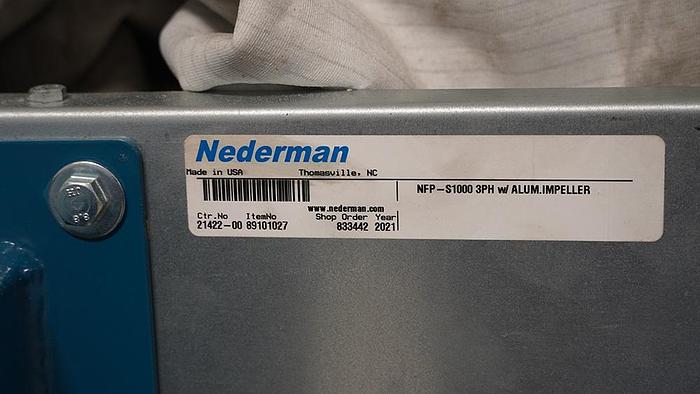 Nederman
Made in USA Thomasville, NC
NFP-S1000 3PH w/ ALUM.IMPELLER
www.nederman.com
Ctr.No ItemNo Shop Order Year
21422-00 89101027 833442 2021